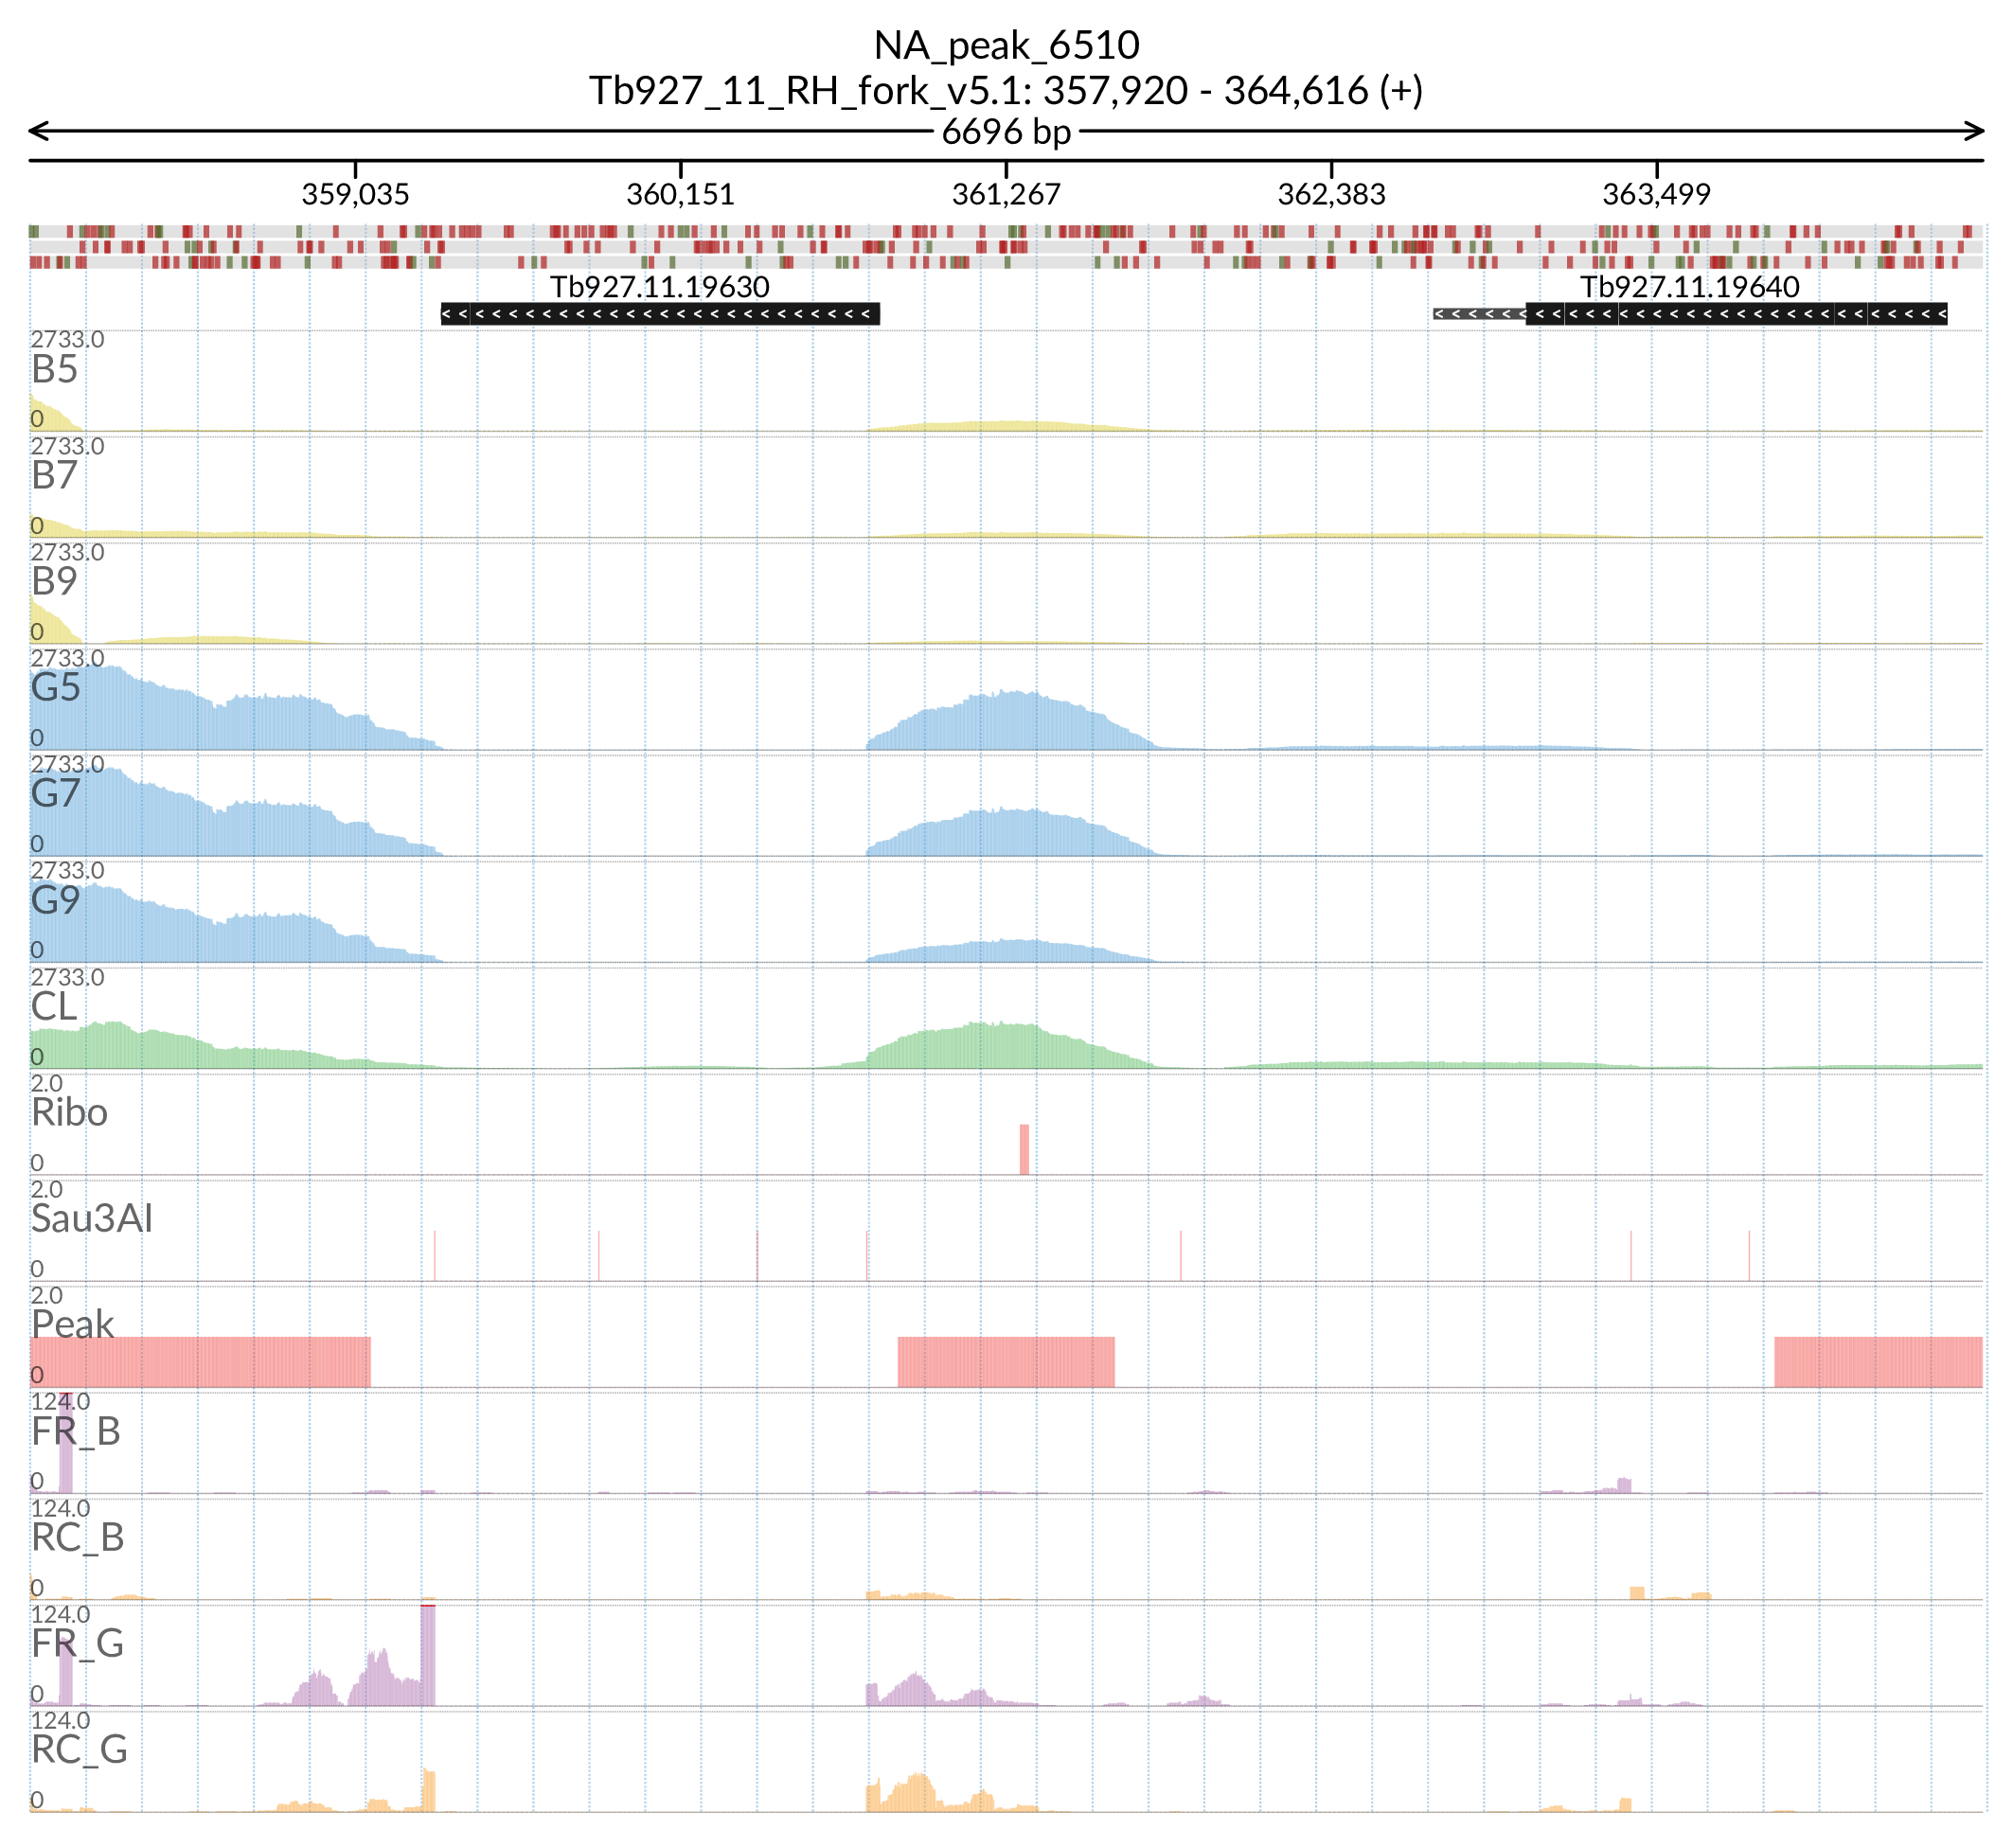 NA_peak_6510
Tb927_11_RH_fork_v5.1: 357,920 - 364,616 (+)
6696 bp
359,035 360,151 361,267 362,383 363,499
Tb927.11.19630 Tb927.11.19640
2733.0
B5
0
2733.0
B7
0
2733.0
B9
0
2733.0
G5
0
2733.0
G7
0
2733.0
G9
0
2733.0
CL
0
2.0
Ribo
0
2.0
Sau3AI
0
2.0
Peak
0
124.0
FR_B
0
124.0
RC_B
0
124.0
FR_G
0
124.0
RC_G
0